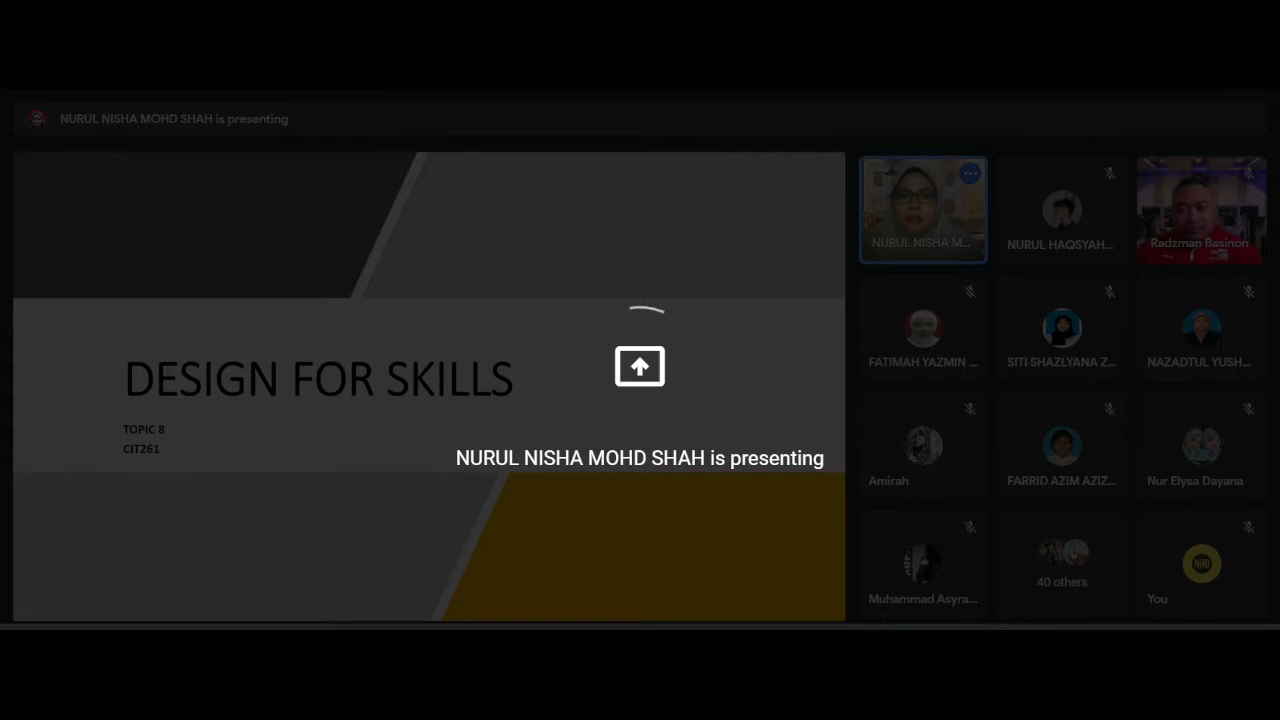 NURUL NISHA MOHD SHAH is presenting
DESIGN FOR SKILLS
TOPIC 8
CIT261
NURUL NISHA MOHD SHAH is presenting
NURUL NISHA M...
NURUL HAQSYAH...
Radzman Basinon
FATIMAH YAZMIN ...
SITI SHAZLYANA Z...
NAZADTUL YUSH...
Amirah
FARRID AZIM AZIZ...
Nur Elysa Dayana
Muhammad Asyra...
40 others
You